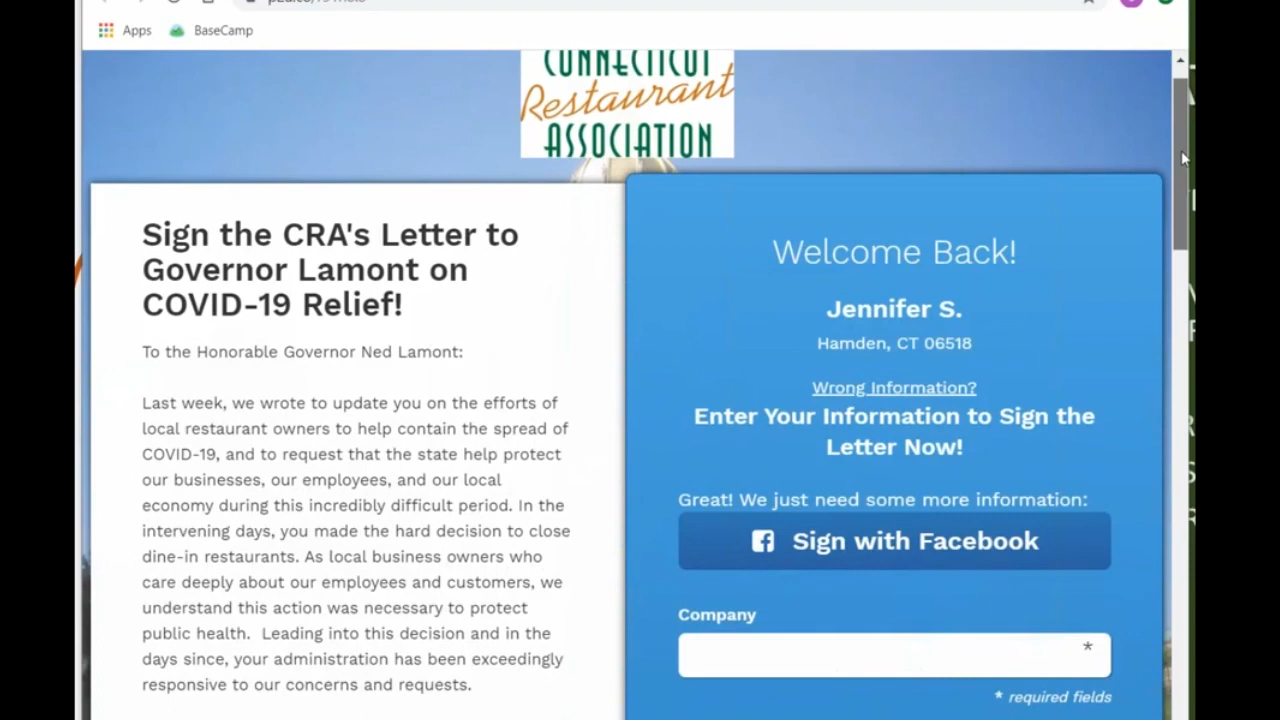 Apps
BaseCamp
CONNECTICUT
Restaurant
ASSOCIATION
Sign the CRA's Letter to
Governor Lamont on
COVID-19 Relief!
To the Honorable Governor Ned Lamont:
Last week, we wrote to update you on the efforts of
local restaurant owners to help contain the spread of
COVID-19, and to request that the state help protect
our businesses, our employees, and our local
economy during this incredibly difficult period. In the
intervening days, you made the hard decision to close
dine-in restaurants. As local business owners who
care deeply about our employees and customers, we
understand this action was necessary to protect
public health.  Leading into this decision and in the
days since, your administration has been exceedingly
responsive to our concerns and requests.
Welcome Back!
Jennifer S.
Hamden, CT 06518
Wrong Information?
Enter Your Information to Sign the
Letter Now!
Great! We just need some more information:
Sign with Facebook
Company
*
* required fields